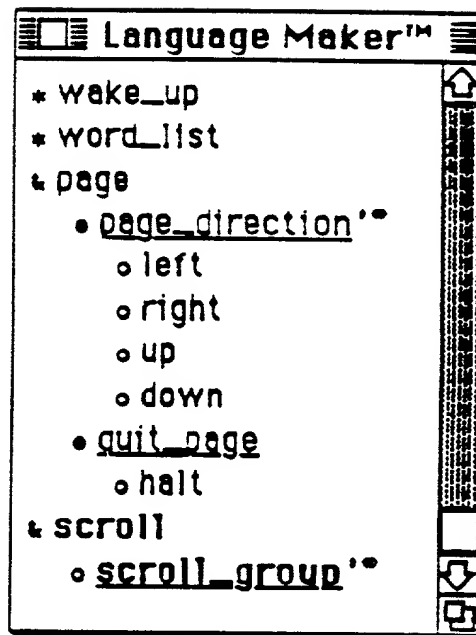 Language Maker™
* wake_up
* word_list
& page
• page_direction'*
○ left
○ right
○ up
○ down
• quit_page
○ halt
& scroll
○ scroll_group'*